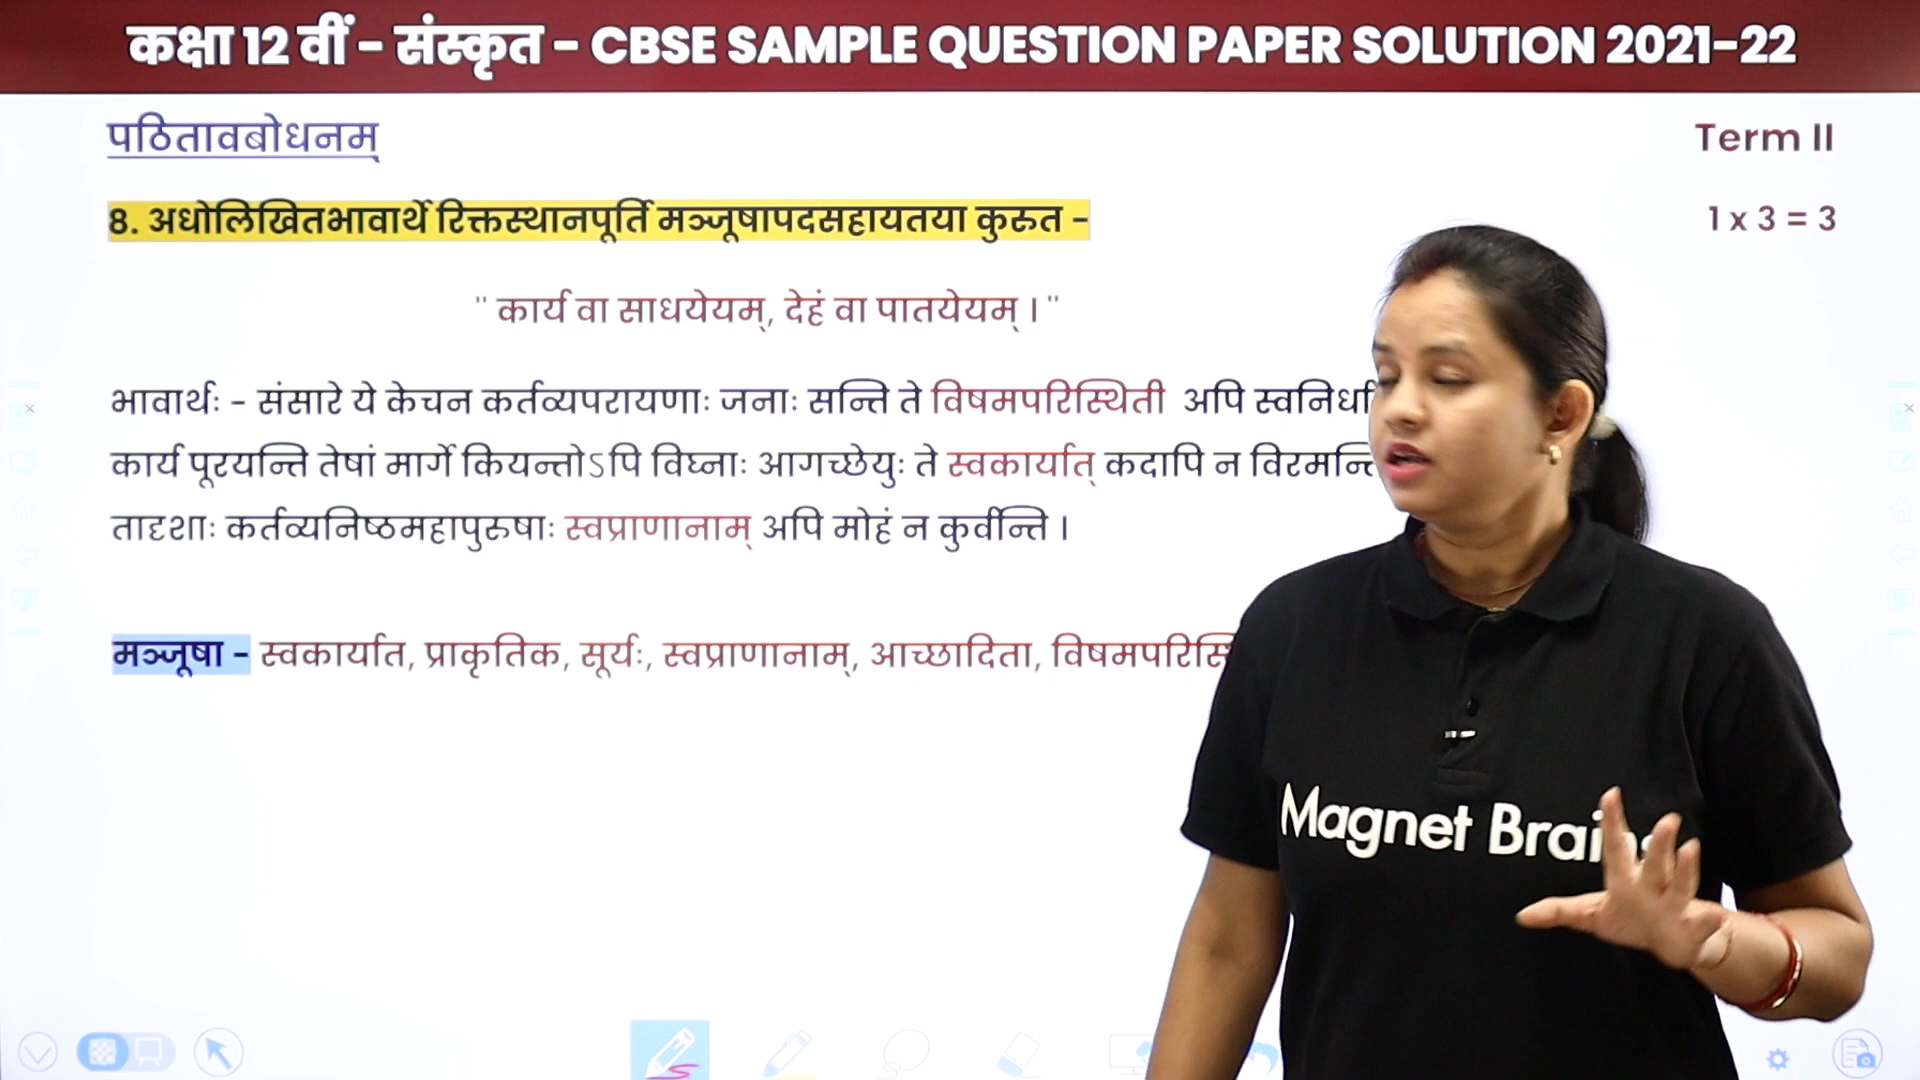 कक्षा 12 वीं - संस्कृत - CBSE SAMPLE QUESTION PAPER SOLUTION 2021-22
पठितावबोधनम्
Term II
8. अधोलिखितभावार्थे रिक्तस्थानपूर्ति मञ्जूषापदसहायतया कुरुत -
1 x 3 = 3
" कार्य वा साधयेयम्, देहं वा पातयेयम् । "
भावार्थः - संसारे ये केचन कर्तव्यपरायणाः जनाः सन्ति ते विषमपरिस्थिती अपि
कार्य पूरयन्ति तेषां मार्गे कियन्तोऽपि विघ्नाः आगच्छेयुः ते स्वकार्यात् कदापि न विरमन्ति
तादृशाः कर्तव्यनिष्ठमहापुरुषाः स्वप्राणानाम् अपि मोहं न कुर्वन्ति ।
मञ्जूषा - स्वकार्यात, प्राकृतिक, सूर्यः, स्वप्राणानाम्, आच्छादिता,
Magnet Brains